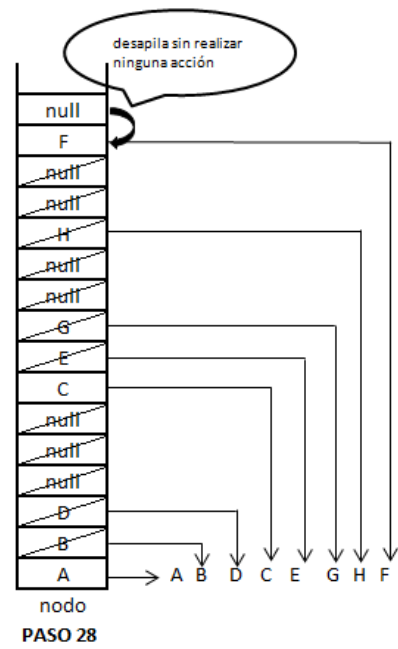 desapila sin realizar
ninguna acción
null
F
null
null
H
null
null
G
E
C
null
null
null
D
B
A
A B D C E G H F
nodo
PASO 28